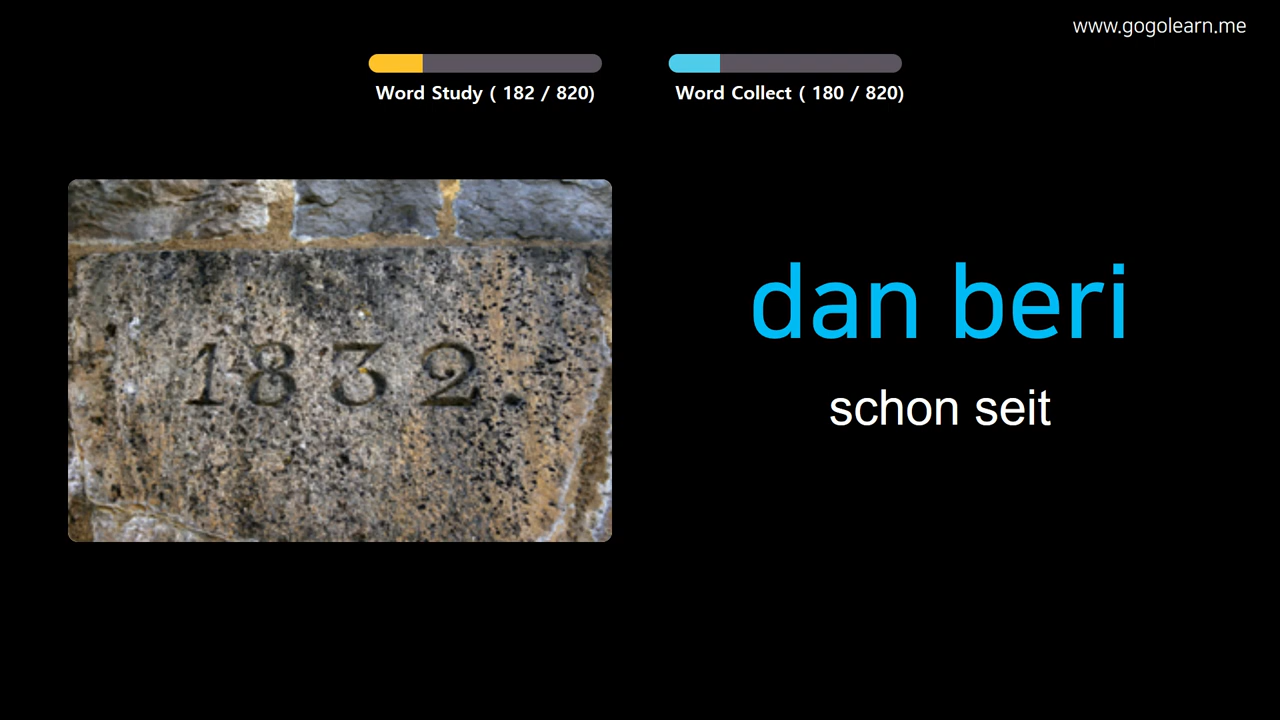 www.gogolearn.me
Word Study ( 182 / 820)
Word Collect ( 180 / 820)
1832.
dan beri
schon seit